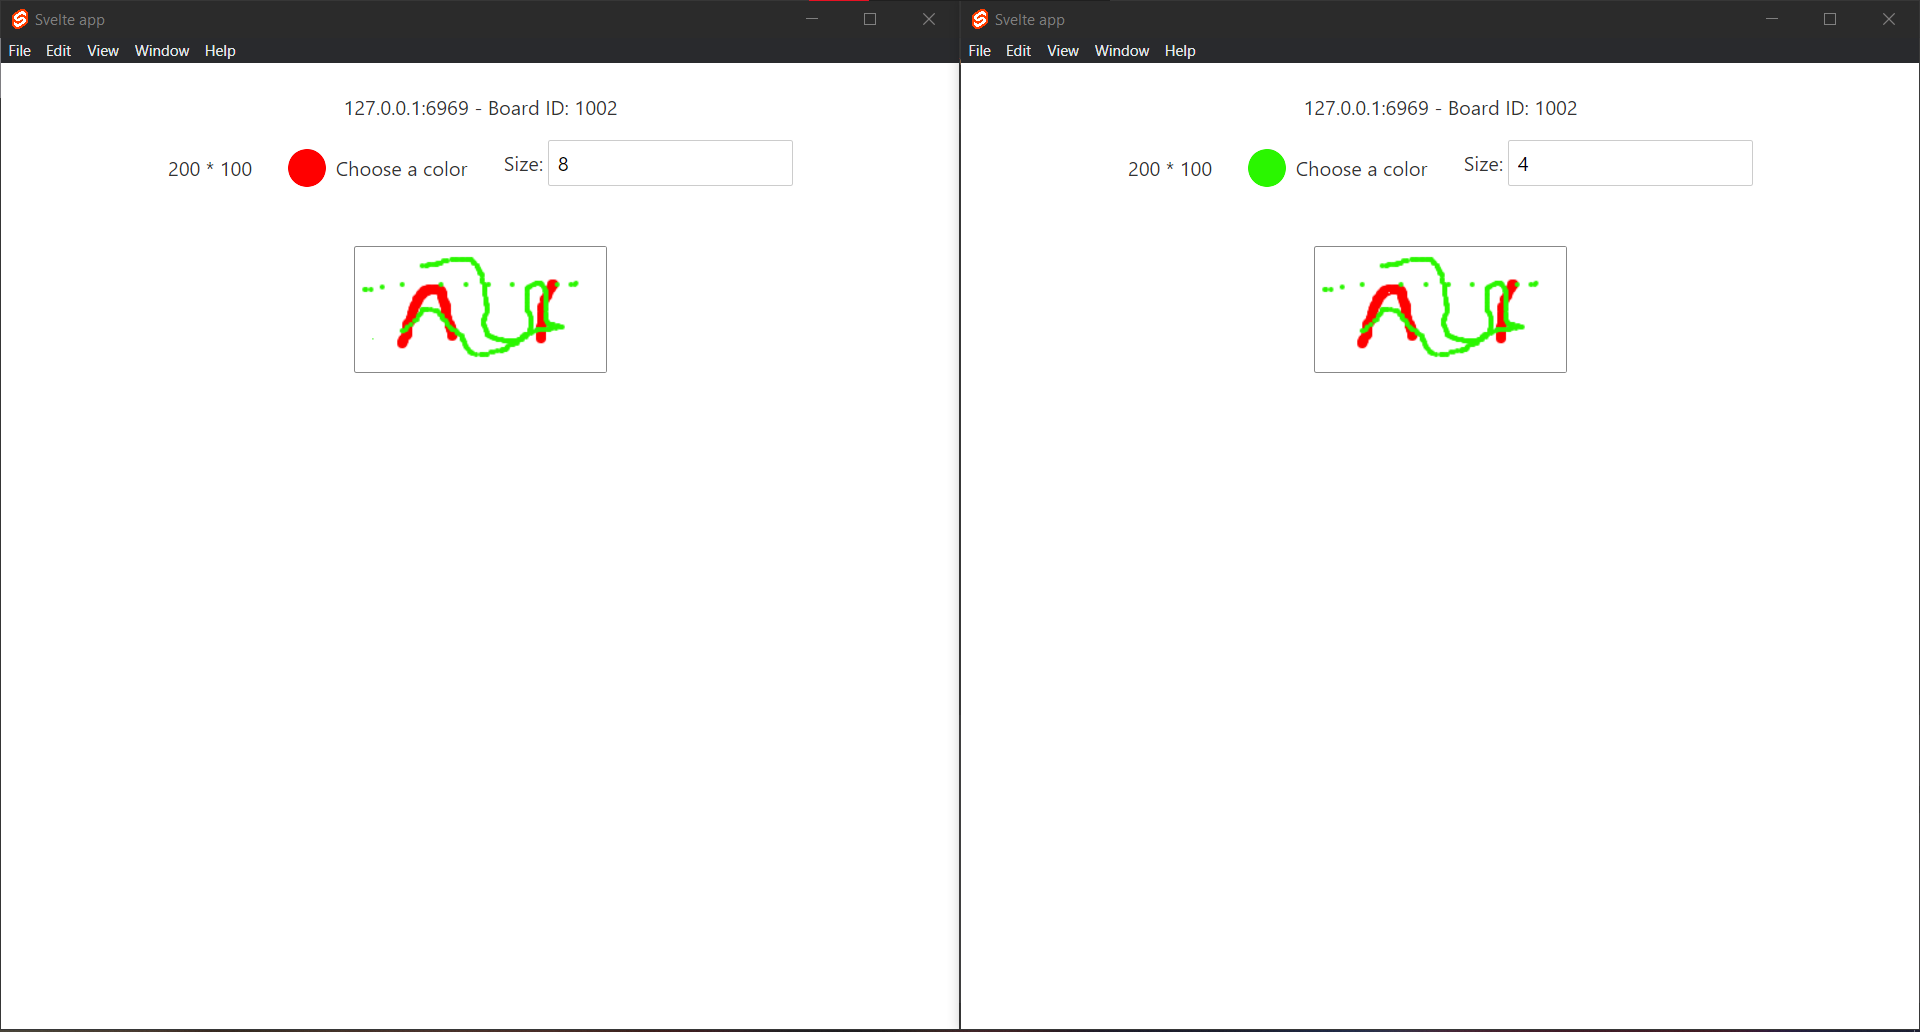 Svelte app
File Edit View Window Help
127.0.0.1:6969 - Board ID: 1002
200 * 100 Choose a color Size: 8
Svelte app
File Edit View Window Help
127.0.0.1:6969 - Board ID: 1002
200 * 100 Choose a color Size: 4